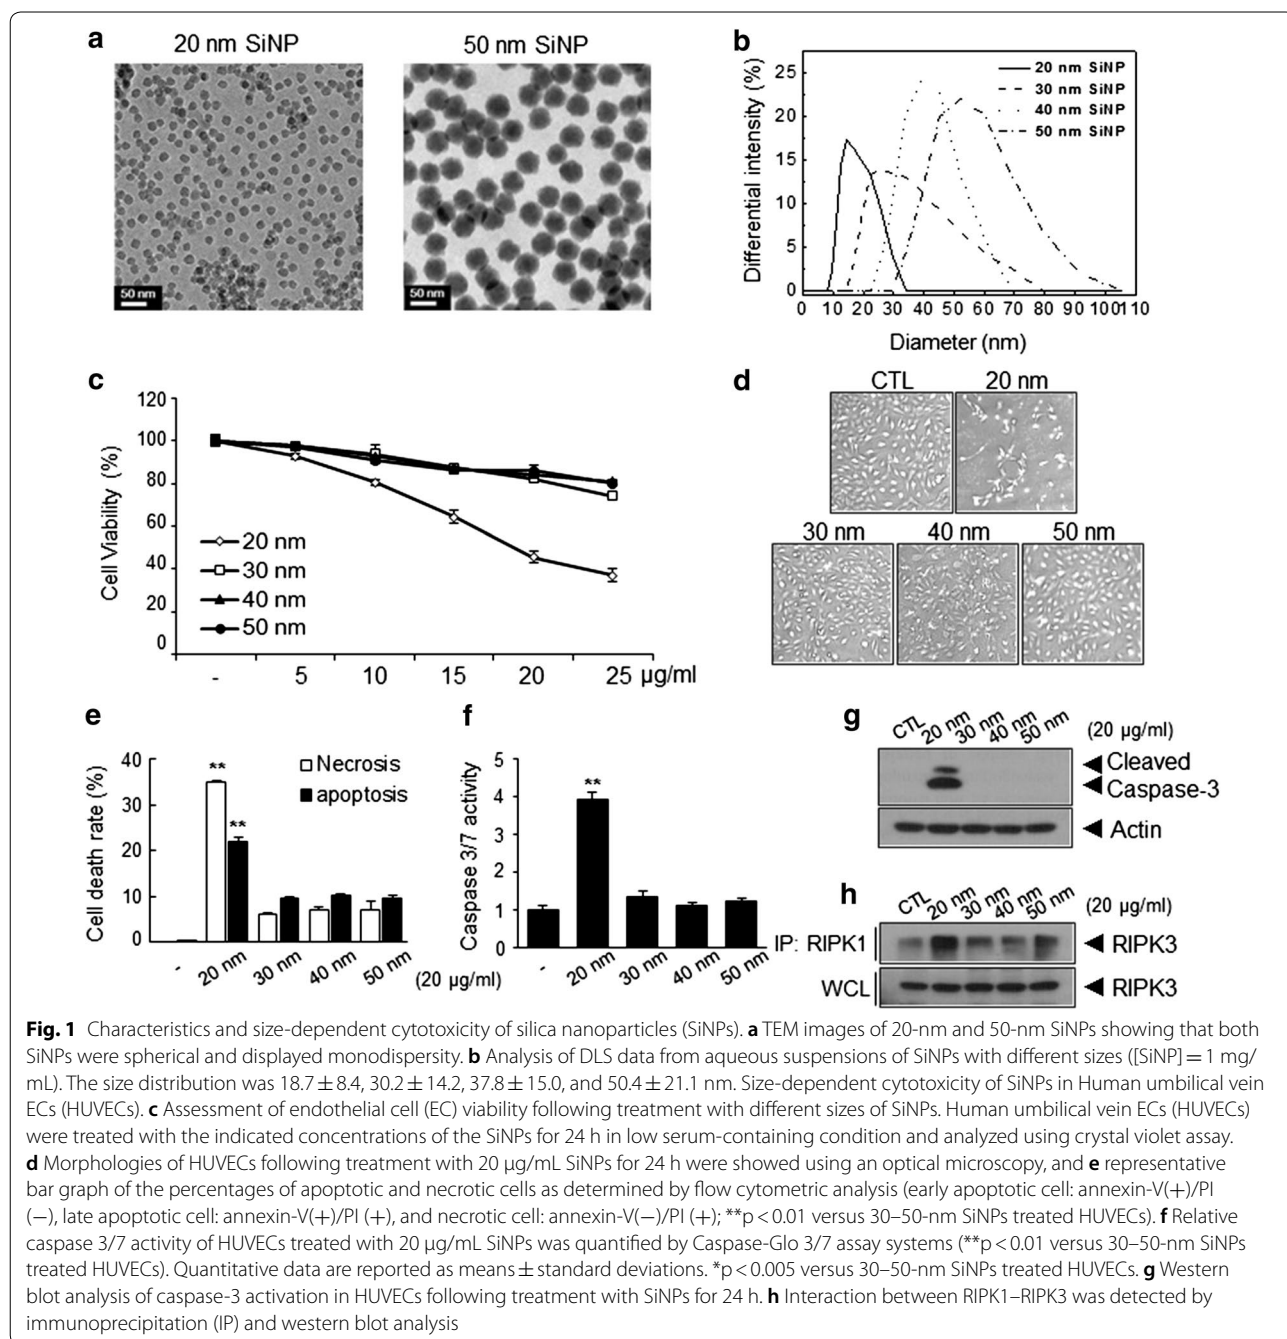 a
20 nm SiNP
50 nm SiNP
50 nm
50 nm
b
Differential intensity (%)
25
20
15
10
5
0
20 nm SiNP
30 nm SiNP
40 nm SiNP
50 nm SiNP
0 10 20 30 40 50 60 70 80 90 100 110
Diameter (nm)
c
Cell Viability (%)
120
100
80
60
40
20
0
20 nm
30 nm
40 nm
50 nm
- 5 10 15 20 25 µg/ml
d
CTL
20 nm
30 nm
40 nm
50 nm
e
Cell death rate (%)
40
30
20
10
0
**
**
Necrosis
apoptosis
- 20 nm 30 nm 40 nm 50 nm
(20 µg/ml)
f
Caspase 3/7 activity
5
4
3
2
1
0
**
- 20 nm 30 nm 40 nm 50 nm
g
CTL 20 nm 30 nm 40 nm 50 nm (20 µg/ml)
Cleaved
Caspase-3
Actin
h
CTL 20 nm 30 nm 40 nm 50 nm (20 µg/ml)
IP: RIPK1
RIPK3
WCL
RIPK3
Fig. 1 Characteristics and size-dependent cytotoxicity of silica nanoparticles (SiNPs). a TEM images of 20-nm and 50-nm SiNPs showing that both
SiNPs were spherical and displayed monodispersity. b Analysis of DLS data from aqueous suspensions of SiNPs with different sizes ([SiNP] = 1 mg/
mL). The size distribution was 18.7 ± 8.4, 30.2 ± 14.2, 37.8 ± 15.0, and 50.4 ± 21.1 nm. Size-dependent cytotoxicity of SiNPs in Human umbilical vein
ECs (HUVECs). c Assessment of endothelial cell (EC) viability following treatment with different sizes of SiNPs. Human umbilical vein ECs (HUVECs)
were treated with the indicated concentrations of the SiNPs for 24 h in low serum-containing condition and analyzed using crystal violet assay.
d Morphologies of HUVECs following treatment with 20 µg/mL SiNPs for 24 h were showed using an optical microscopy, and e representative
bar graph of the percentages of apoptotic and necrotic cells as determined by flow cytometric analysis (early apoptotic cell: annexin-V(+)/PI
(−), late apoptotic cell: annexin-V(+)/PI (+), and necrotic cell: annexin-V(−)/PI (+); **p < 0.01 versus 30–50-nm SiNPs treated HUVECs). f Relative
caspase 3/7 activity of HUVECs treated with 20 µg/mL SiNPs was quantified by Caspase-Glo 3/7 assay systems (**p < 0.01 versus 30–50-nm SiNPs
treated HUVECs). Quantitative data are reported as means ± standard deviations. *p < 0.005 versus 30–50-nm SiNPs treated HUVECs. g Western
blot analysis of caspase-3 activation in HUVECs following treatment with SiNPs for 24 h. h Interaction between RIPK1–RIPK3 was detected by
immunoprecipitation (IP) and western blot analysis